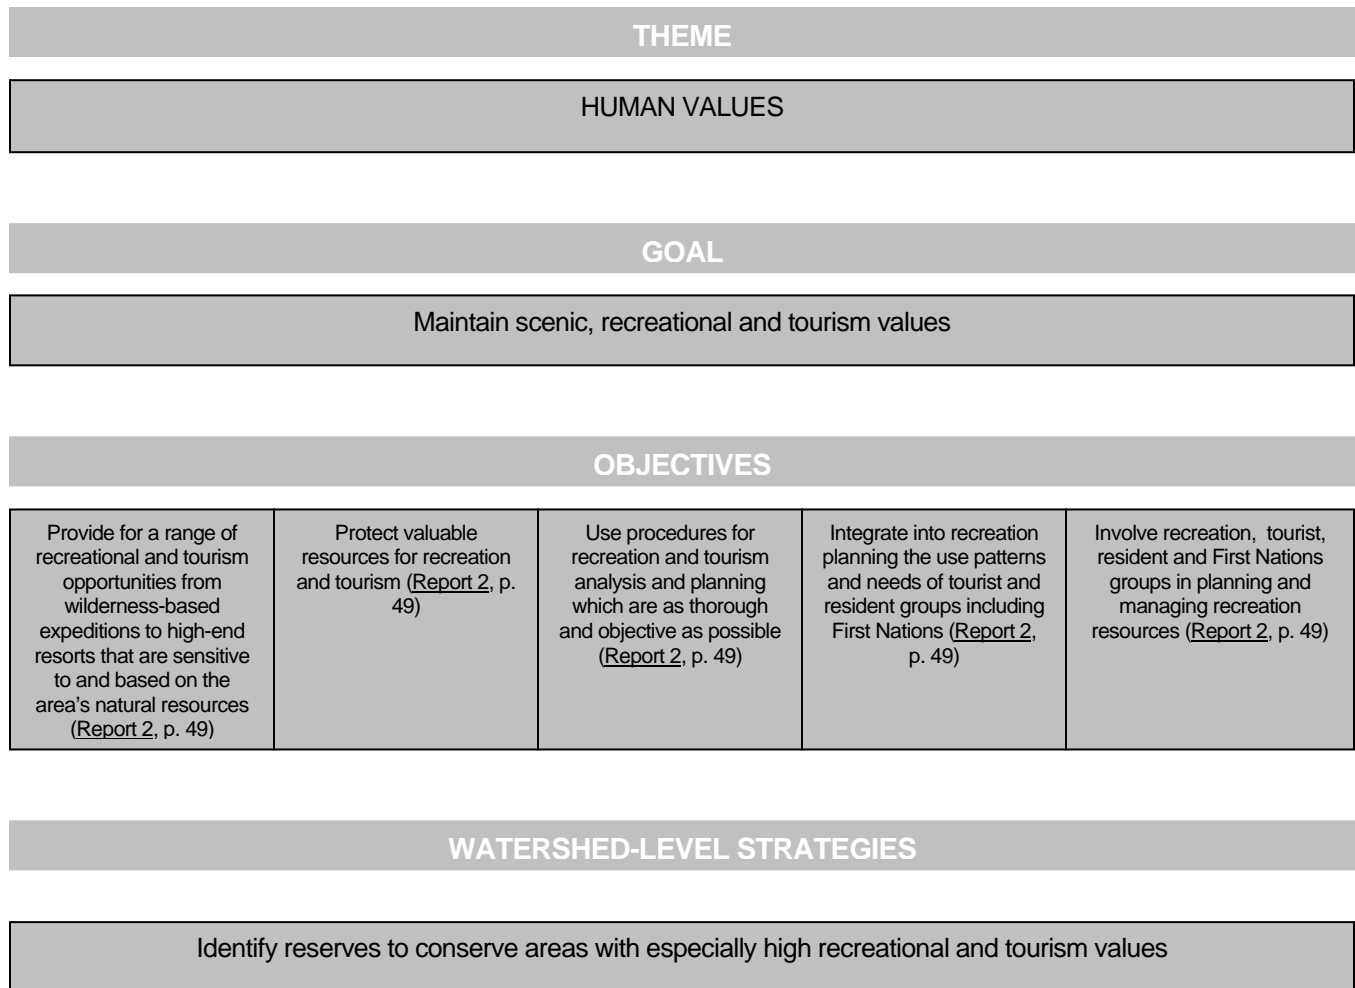 THEME
HUMAN VALUES
GOAL
Maintain scenic, recreational and tourism values
OBJECTIVES
Provide for a range of
recreational and tourism
opportunities from
wilderness-based
expeditions to high-end
resorts that are sensitive
to and based on the
area’s natural resources
(Report 2, p. 49)
Protect valuable
resources for recreation
and tourism (Report 2, p.
49)
Use procedures for
recreation and tourism
analysis and planning
which are as thorough
and objective as possible
(Report 2, p. 49)
Integrate into recreation
planning the use patterns
and needs of tourist and
resident groups including
First Nations (Report 2,
p. 49)
Involve recreation, tourist,
resident and First Nations
groups in planning and
managing recreation
resources (Report 2, p. 49)
WATERSHED-LEVEL STRATEGIES
Identify reserves to conserve areas with especially high recreational and tourism values